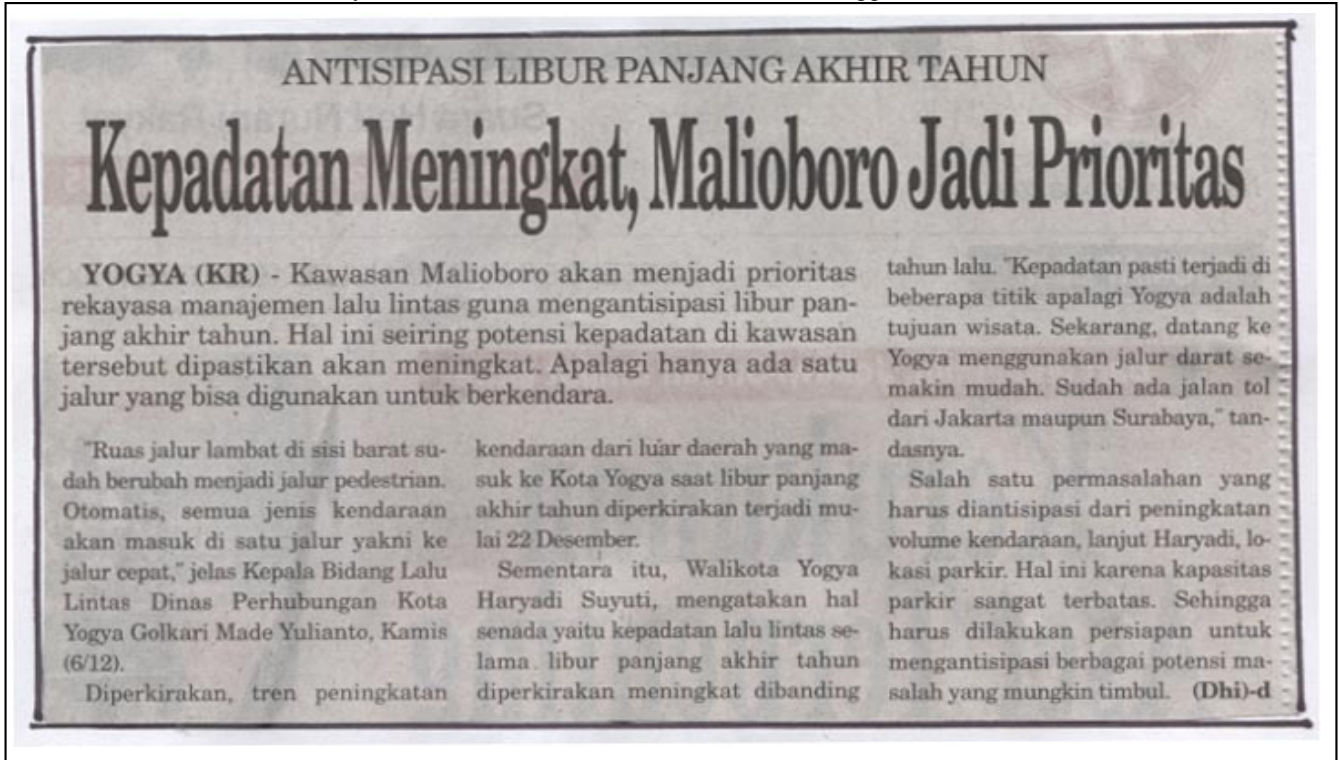 ANTISIPASI LIBUR PANJANG AKHIR TAHUN
Kepadatan Meningkat, Malioboro Jadi Prioritas
YOGYA (KR) - Kawasan Malioboro akan menjadi prioritas
rekayasa manajemen lalu lintas guna mengantisipasi libur pan-
jang akhir tahun. Hal ini seiring potensi kepadatan di kawasan
tersebut dipastikan akan meningkat. Apalagi hanya ada satu
jalur yang bisa digunakan untuk berkendara.
"Ruas jalur lambat di sisi barat su-
dah berubah menjadi jalur pedestrian.
Otomatis, semua jenis kendaraan
akan masuk di satu jalur yakni ke
jalur cepat," jelas Kepala Bidang Lalu
Lintas Dinas Perhubungan Kota
Yogya Golkari Made Yulianto, Kamis
(6/12).
Diperkirakan, tren peningkatan
kendaraan dari luar daerah yang ma-
suk ke Kota Yogya saat libur panjang
akhir tahun diperkirakan terjadi mu-
lai 22 Desember.
Sementara itu, Walikota Yogya
Haryadi Suyuti, mengatakan hal
senada yaitu kepadatan lalu lintas se-
lama libur panjang akhir tahun
diperkirakan meningkat dibanding
tahun lalu. "Kepadatan pasti terjadi di
beberapa titik apalagi Yogya adalah
tujuan wisata. Sekarang, datang ke
Yogya menggunakan jalur darat se-
makin mudah. Sudah ada jalan tol
dari Jakarta maupun Surabaya," tan-
dasnya.
Salah satu permasalahan yang
harus diantisipasi dari peningkatan
volume kendaraan, lanjut Haryadi, lo-
kasi parkir. Hal ini karena kapasitas
parkir sangat terbatas. Sehingga
harus dilakukan persiapan untuk
mengantisipasi berbagai potensi ma-
salah yang mungkin timbul. (Dhi)-d